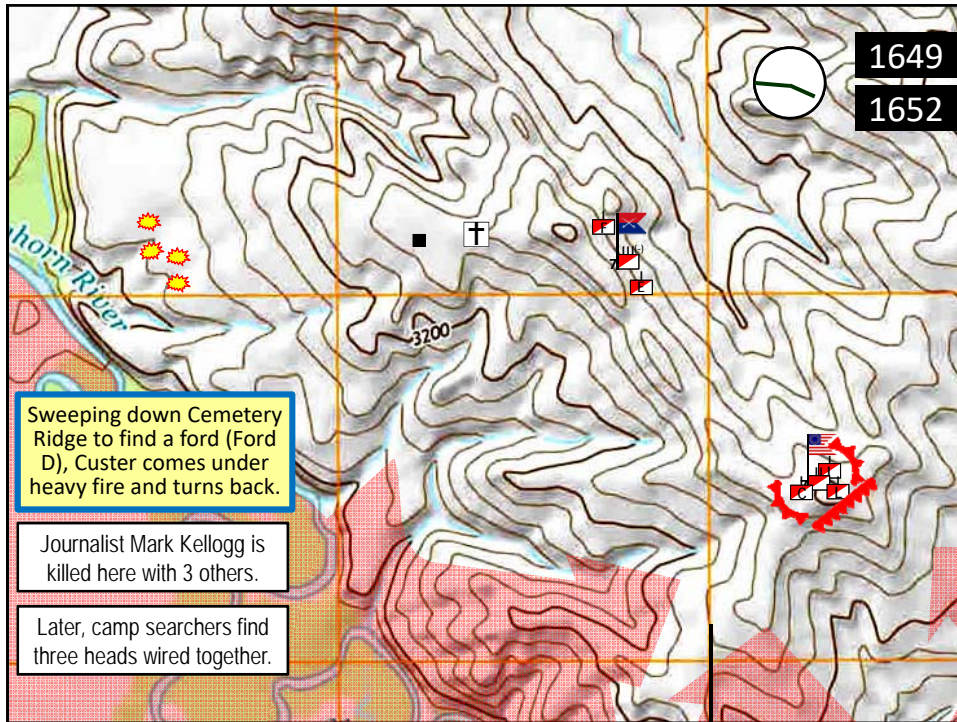 1649
1652
F
III(-)
7
E
horn River
3200
Sweeping down Cemetery
Ridge to find a ford (Ford
D), Custer comes under
heavy fire and turns back.
C
L
Journalist Mark Kellogg is
killed here with 3 others.
Later, camp searchers find
three heads wired together.